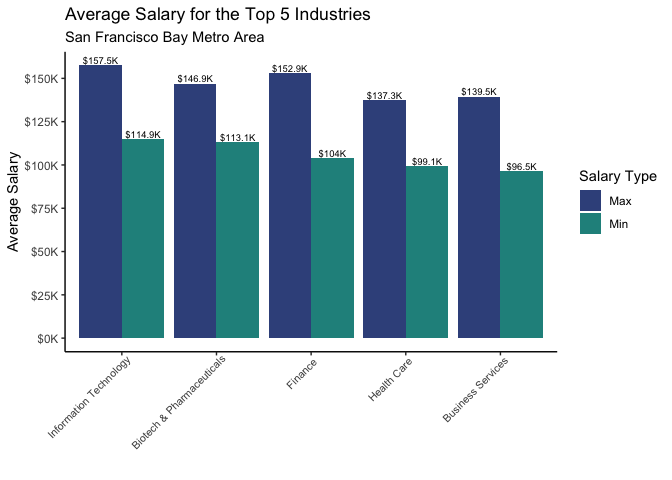 Average Salary for the Top 5 Industries
San Francisco Bay Metro Area
Average Salary
$150K
$125K
$100K
$75K
$50K
$25K
$0K
$157.5K
$114.9K
$146.9K
$113.1K
$152.9K
$104K
$137.3K
$99.1K
$139.5K
$96.5K
Information Technology
Biotech & Pharmaceuticals
Finance
Health Care
Business Services
Salary Type
Max
Min